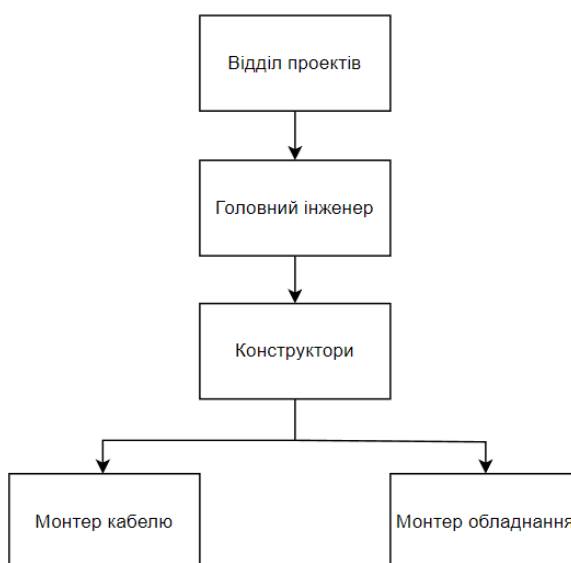 Відділ проектів
Головний інженер
Конструктори
Монтер кабелю
Монтер обладнання